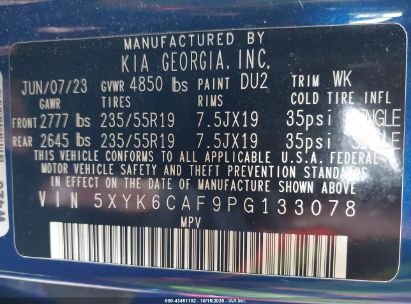 MANUFACTURED BY
KIA GEORGIA, INC.
JUN/07/23 GVWR 4850 lbs PAINT DU2 TRIM WK
GAWR TIRES RIMS COLD TIRE INFL
FRONT 2777 lbs 235/55R19 7.5JX19 35psi SINGLE
REAR 2645 lbs 235/55R19 7.5JX19 35psi SINGLE
THIS VEHICLE CONFORMS TO ALL APPLICABLE U.S.A. FEDERAL
MOTOR VEHICLE SAFETY AND THEFT PREVENTION STANDARDS
IN EFFECT ON THE DATE OF MANUFACTURE SHOWN ABOVE.
VIN 5XYK6CAF9PG133078
MPV